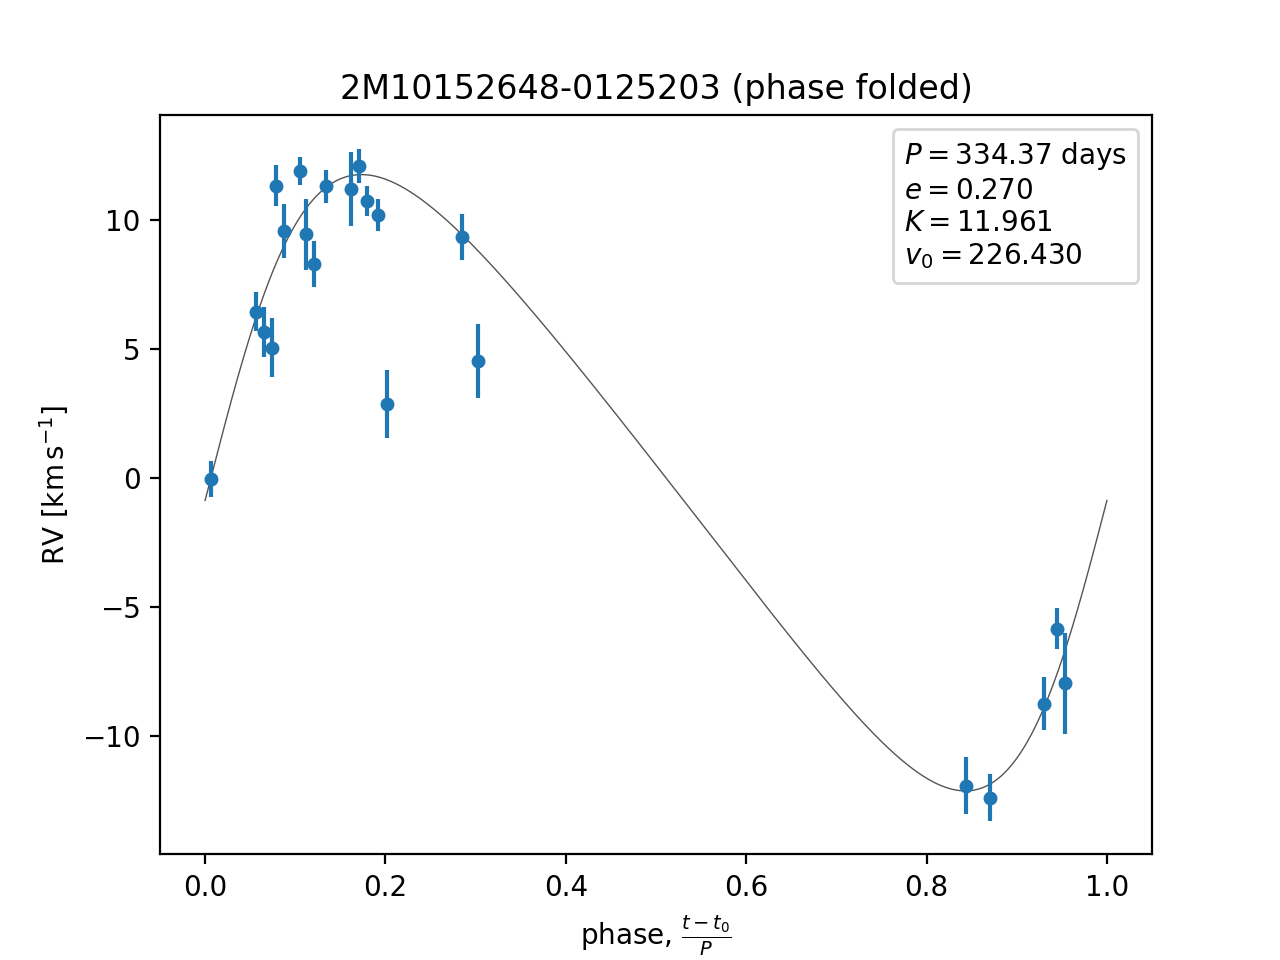 2M10152648-0125203 (phase folded)
P = 334.37 days
e = 0.270
K = 11.961
v₀ = 226.430
10
5
0
−5
−10
RV [km s⁻¹]
0.0 0.2 0.4 0.6 0.8 1.0
phase, (t − t₀)/P